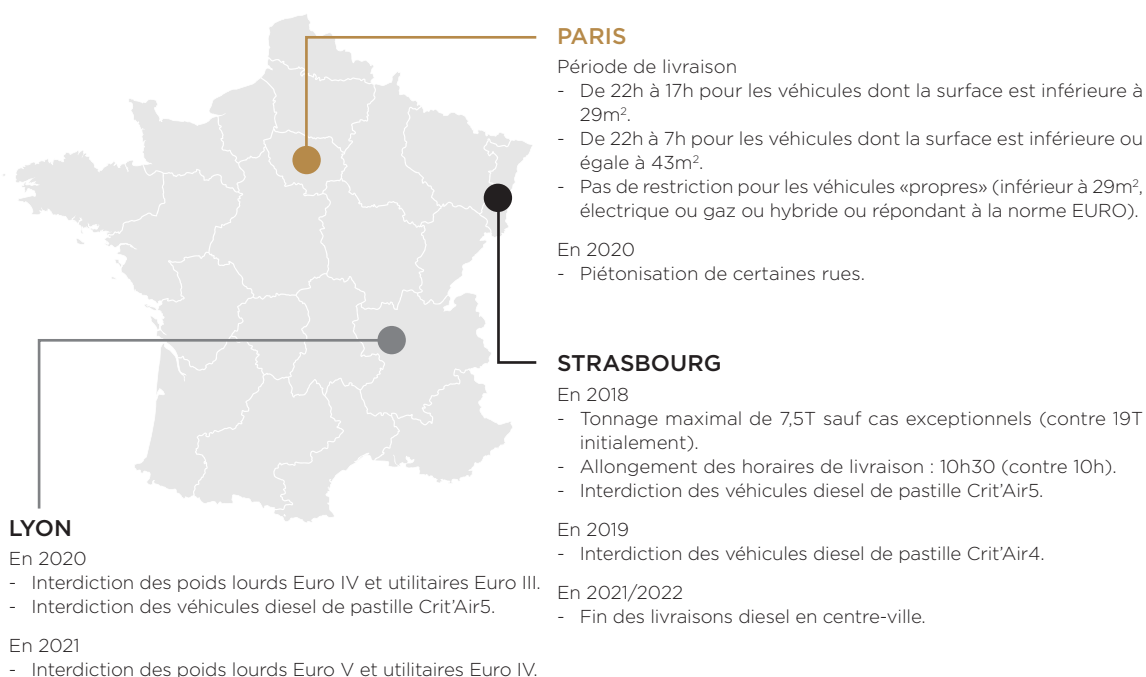 PARIS
Période de livraison
- De 22h à 17h pour les véhicules dont la surface est inférieure à
29m².
- De 22h à 7h pour les véhicules dont la surface est inférieure ou
égale à 43m².
- Pas de restriction pour les véhicules «propres» (inférieur à 29m²,
électrique ou gaz ou hybride ou répondant à la norme EURO).
En 2020
- Piétonisation de certaines rues.
STRASBOURG
En 2018
- Tonnage maximal de 7,5T sauf cas exceptionnels (contre 19T
initialement).
- Allongement des horaires de livraison : 10h30 (contre 10h).
- Interdiction des véhicules diesel de pastille Crit'Air5.
En 2019
- Interdiction des véhicules diesel de pastille Crit'Air4.
En 2021/2022
- Fin des livraisons diesel en centre-ville.
LYON
En 2020
- Interdiction des poids lourds Euro IV et utilitaires Euro III.
- Interdiction des véhicules diesel de pastille Crit'Air5.
En 2021
- Interdiction des poids lourds Euro V et utilitaires Euro IV.